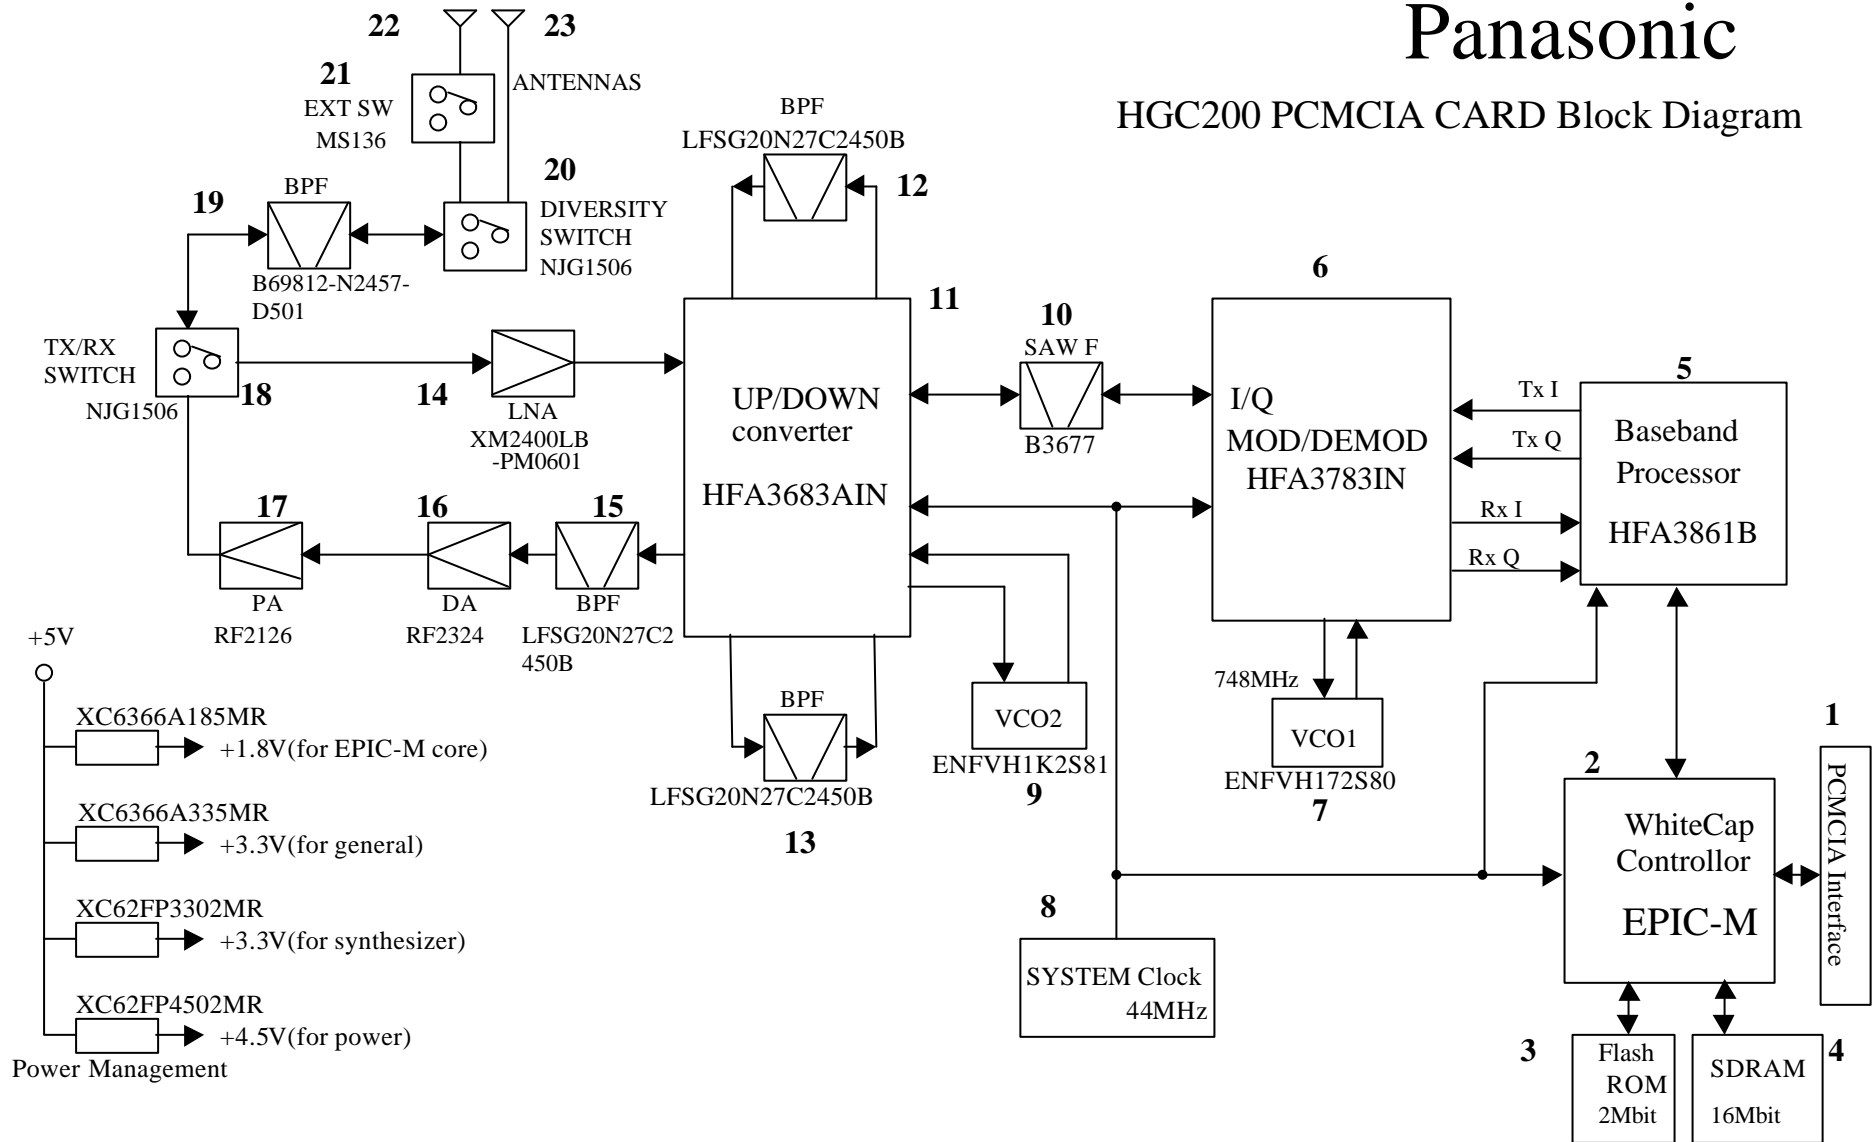 Panasonic
HGC200 PCMCIA CARD Block Diagram
22
23
21
EXT SW
MS136
ANTENNAS
20
DIVERSITY
SWITCH
NJG1506
19
BPF
B69812-N2457-
D501
TX/RX
SWITCH
NJG1506
18
14
LNA
XM2400LB
-PM0601
BPF
LFSG20N27C2450B
12
11
UP/DOWN
converter
HFA3683AIN
10
SAW F
B3677
6
I/Q
MOD/DEMOD
HFA3783IN
Tx I
Tx Q
Rx I
Rx Q
5
Baseband
Processor
HFA3861B
17
PA
RF2126
16
DA
RF2324
15
BPF
LFSG20N27C2
450B
BPF
LFSG20N27C2450B
13
VCO2
ENFVH1K2S81
9
748MHz
VCO1
ENFVH172S80
7
8
SYSTEM Clock
44MHz
2
WhiteCap
Controllor
EPIC-M
1
PCMCIA Interface
3
Flash
ROM
2Mbit
SDRAM
16Mbit
4
+5V
XC6366A185MR
+1.8V(for EPIC-M core)
XC6366A335MR
+3.3V(for general)
XC62FP3302MR
+3.3V(for synthesizer)
XC62FP4502MR
+4.5V(for power)
Power Management